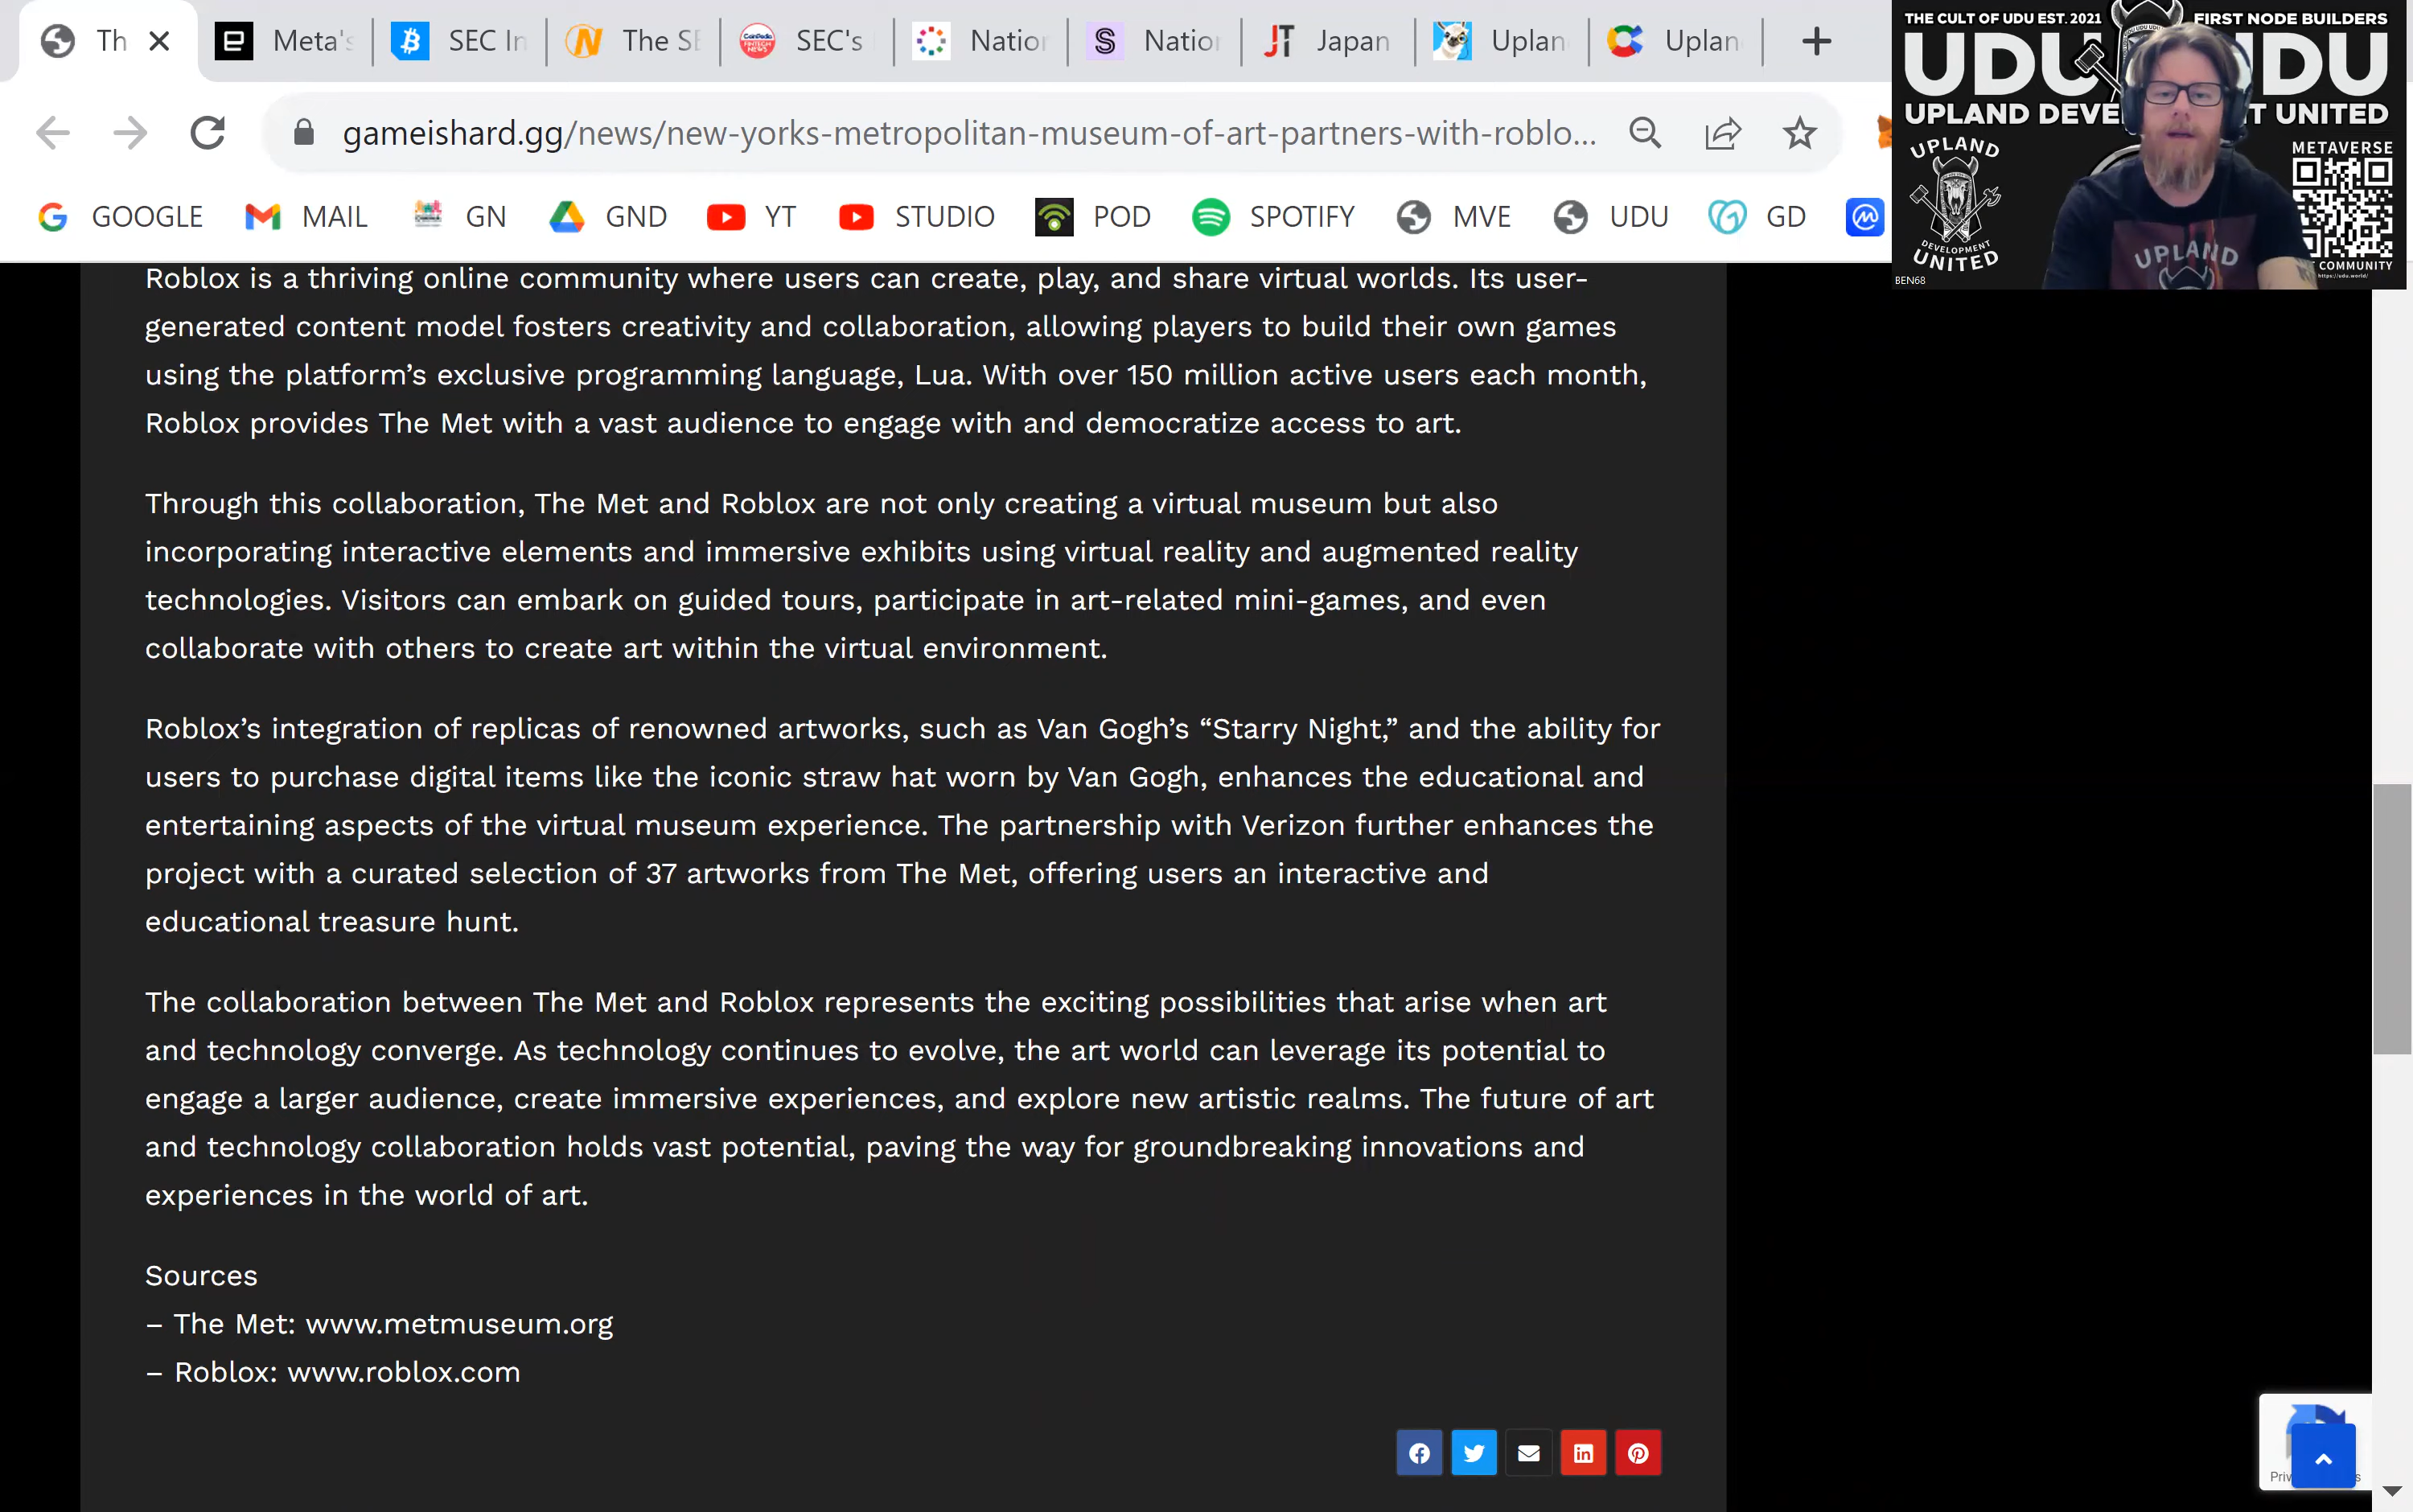 Th
Meta's
SEC In
The SE
SEC's
Nation
Nation
Japan
Uplan
Uplan
gameishard.gg/news/new-yorks-metropolitan-museum-of-art-partners-with-roblo...
GOOGLE
MAIL
GN
GND
YT
STUDIO
POD
SPOTIFY
MVE
UDU
GD
THE CULT OF UDU EST. 2021
FIRST NODE BUILDERS
UDU
UDU
UPLAND DEVE
T UNITED
UPLAND
DEVELOPMENT
UNITED
METAVERSE
COMMUNITY
https://udu.world/
UPLAND
BEN68
Roblox is a thriving online community where users can create, play, and share virtual worlds. Its user-
generated content model fosters creativity and collaboration, allowing players to build their own games
using the platform’s exclusive programming language, Lua. With over 150 million active users each month,
Roblox provides The Met with a vast audience to engage with and democratize access to art.
Through this collaboration, The Met and Roblox are not only creating a virtual museum but also
incorporating interactive elements and immersive exhibits using virtual reality and augmented reality
technologies. Visitors can embark on guided tours, participate in art-related mini-games, and even
collaborate with others to create art within the virtual environment.
Roblox’s integration of replicas of renowned artworks, such as Van Gogh’s “Starry Night,” and the ability for
users to purchase digital items like the iconic straw hat worn by Van Gogh, enhances the educational and
entertaining aspects of the virtual museum experience. The partnership with Verizon further enhances the
project with a curated selection of 37 artworks from The Met, offering users an interactive and
educational treasure hunt.
The collaboration between The Met and Roblox represents the exciting possibilities that arise when art
and technology converge. As technology continues to evolve, the art world can leverage its potential to
engage a larger audience, create immersive experiences, and explore new artistic realms. The future of art
and technology collaboration holds vast potential, paving the way for groundbreaking innovations and
experiences in the world of art.
Sources
– The Met: www.metmuseum.org
– Roblox: www.roblox.com